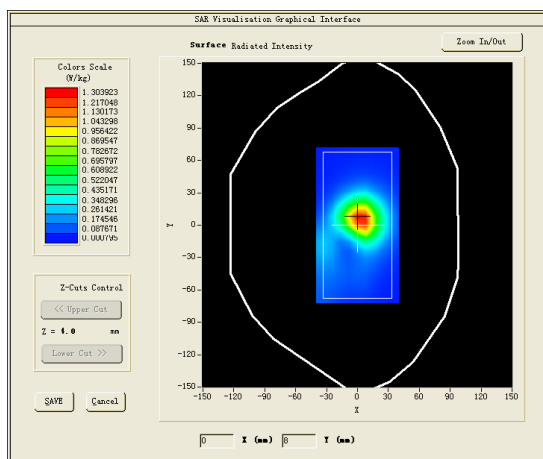 SAR Visualisation Graphical Interface
Surface Radiated Intensity
Zoom In/Out
Colors Scale
(W/kg)
1.303923
1.217048
1.130173
1.043298
0.956422
0.869547
0.782672
0.695797
0.608922
0.522047
0.435171
0.348296
0.261421
0.174546
0.087671
0.000795
Z-Cuts Control
<< Upper Cut
Z = 4.0 mm
Lower Cut >>
SAVE
Cancel
150
120
90
60
30
0
-30
-60
-90
-120
-150
Y
-150 -120 -90 -60 -30 0 30 60 90 120 150
X
0 X (mm) 8 Y (mm)